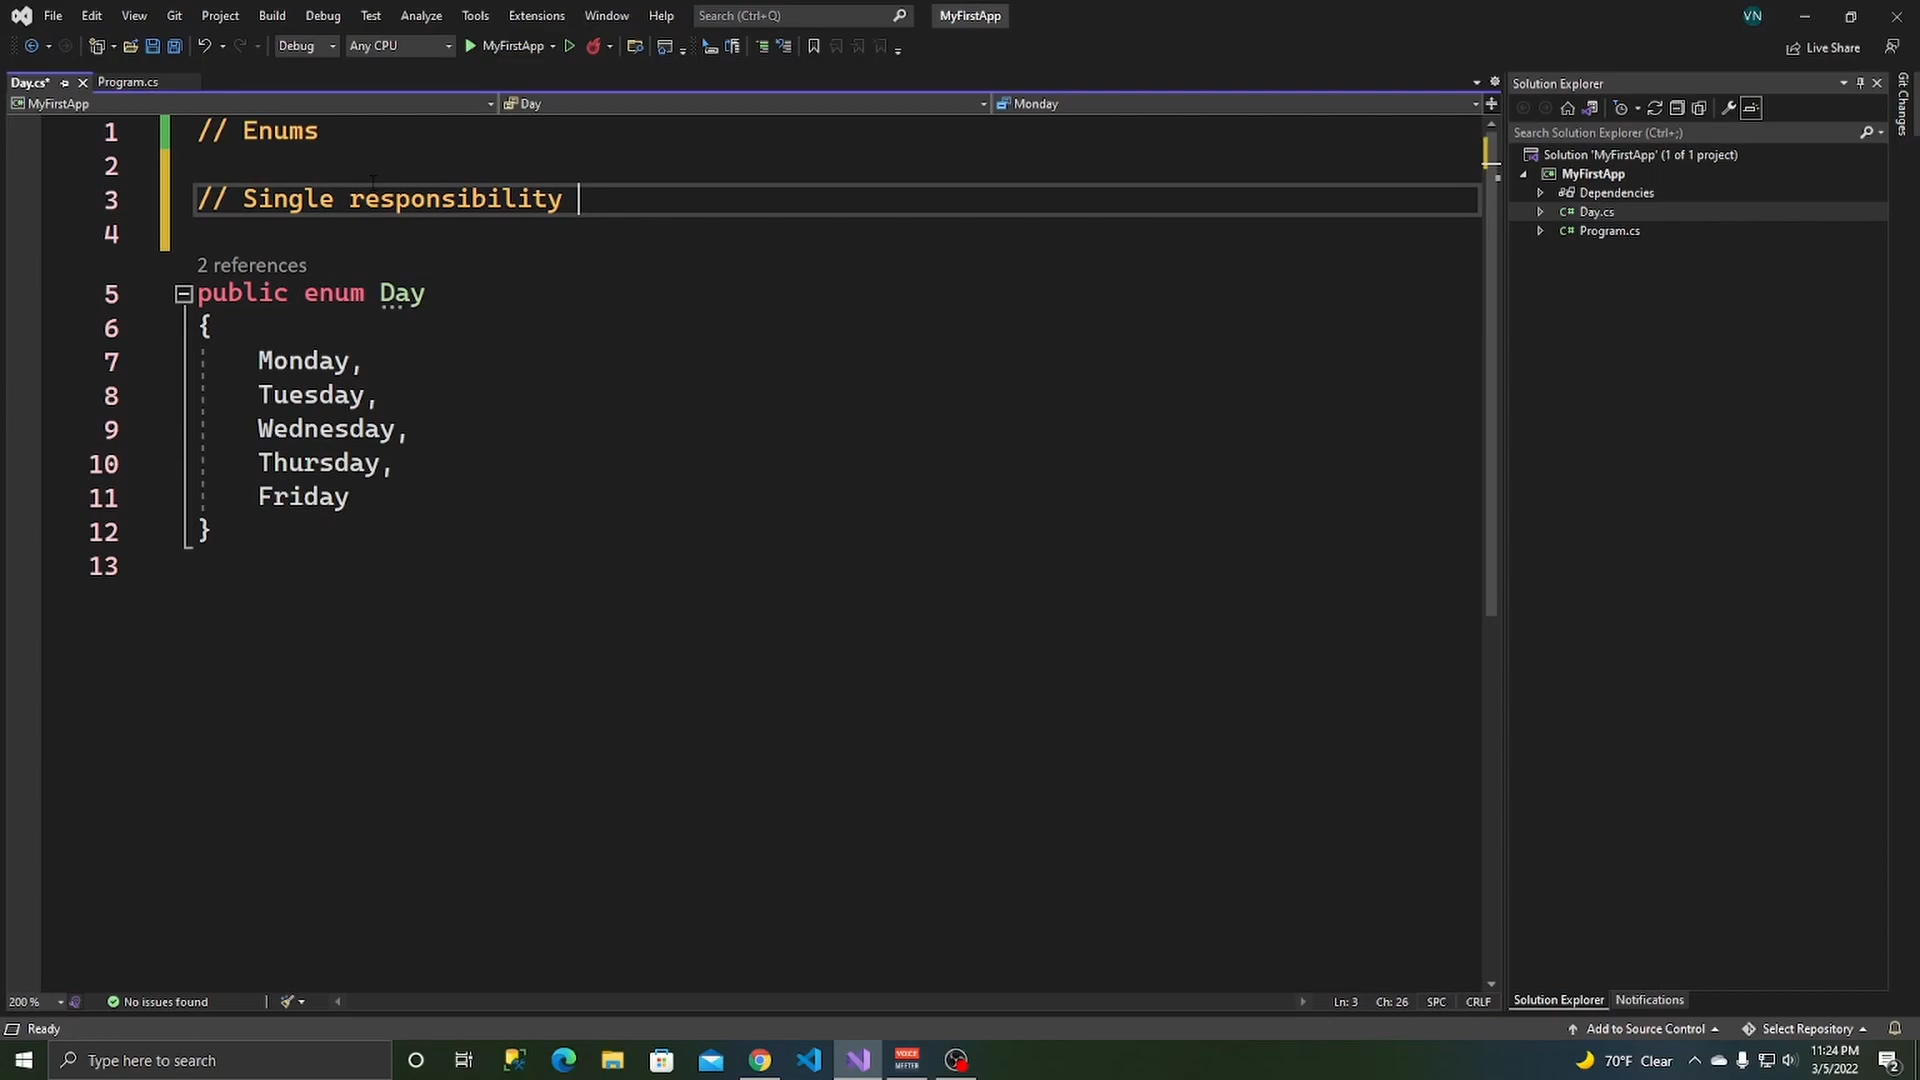 File Edit View Git Project Build Debug Test Analyze Tools Extensions Window Help Search (Ctrl+Q) MyFirstApp VN
Debug Any CPU MyFirstApp Live Share
Day.cs* Program.cs
MyFirstApp Day Monday
1 // Enums
2
3 // Single responsibility
4
2 references
5 public enum Day
6 {
7 Monday,
8 Tuesday,
9 Wednesday,
10 Thursday,
11 Friday
12 }
13
200 % No issues found Ln: 3 Ch: 26 SPC CRLF
Solution Explorer
Search Solution Explorer (Ctrl+;)
Solution 'MyFirstApp' (1 of 1 project)
MyFirstApp
Dependencies
C# Day.cs
C# Program.cs
Solution Explorer Notifications
Git Changes
Ready Add to Source Control Select Repository
Type here to search VOICE MEETER 70°F Clear 11:24 PM
3/5/2022
2